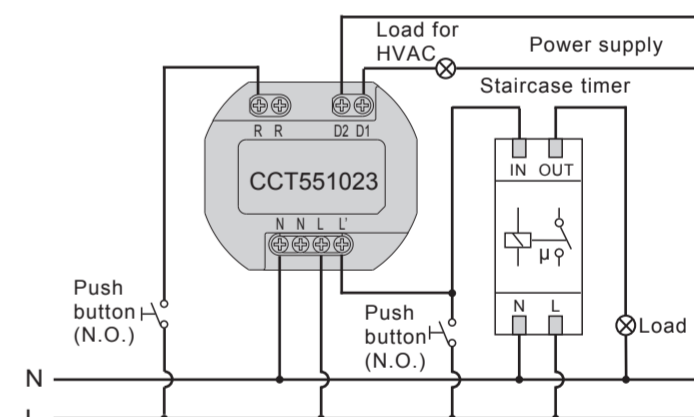 Load for
HVAC
Power supply
Staircase timer
R R
D2 D1
IN OUT
CCT551023
N N L L'
µ
Push
button
(N.O.)
Push
button
(N.O.)
N L
Load
N
L